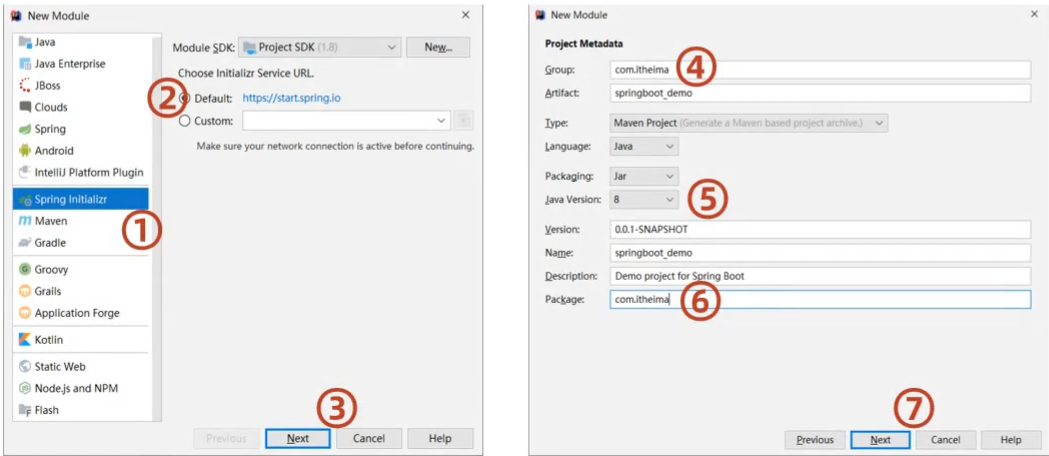 New Module
Java
Java Enterprise
JBoss
Clouds
Spring
Android
IntelliJ Platform Plugin
Spring Initializr
Maven
Gradle
Groovy
Grails
Application Forge
Kotlin
Static Web
Node.js and NPM
Flash
①
Module SDK: Project SDK (1.8) New...
Choose Initializr Service URL.
② Default: https://start.spring.io
Custom:
Make sure your network connection is active before continuing.
③
Previous Next Cancel Help
New Module
Project Metadata
Group: com.itheima ④
Artifact: springboot_demo
Type: Maven Project (Generate a Maven based project archive.)
Language: Java
Packaging: Jar
Java Version: 8 ⑤
Version: 0.0.1-SNAPSHOT
Name: springboot_demo
Description: Demo project for Spring Boot
Package: com.itheima ⑥
⑦
Previous Next Cancel Help